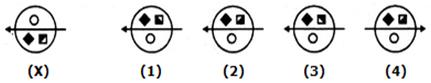 (X) (1) (2) (3) (4)